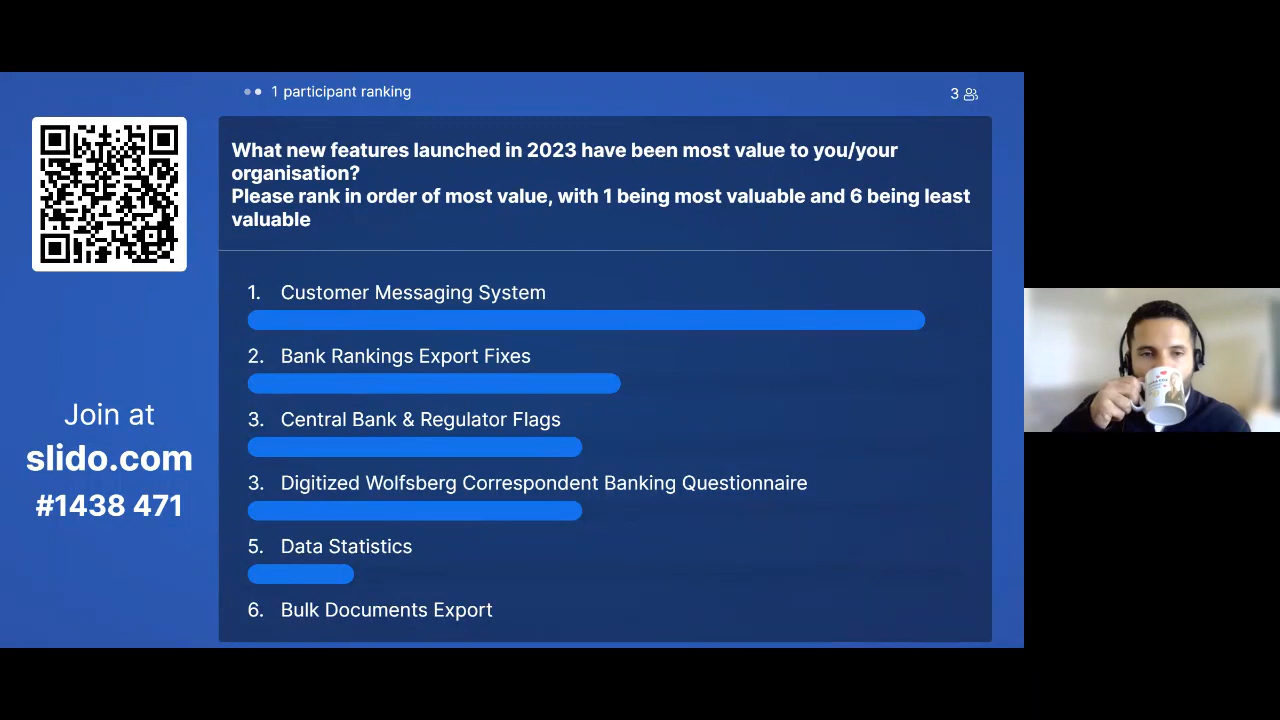 1 participant ranking
3
What new features launched in 2023 have been most value to you/your
organisation?
Please rank in order of most value, with 1 being most valuable and 6 being least
valuable
1. Customer Messaging System
2. Bank Rankings Export Fixes
3. Central Bank & Regulator Flags
3. Digitized Wolfsberg Correspondent Banking Questionnaire
5. Data Statistics
6. Bulk Documents Export
Join at
slido.com
#1438 471